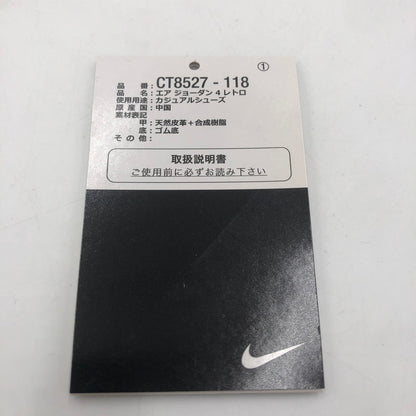 ①
品番: CT8527 - 118
品名: エア ジョーダン 4 レトロ
使用用途: カジュアルシューズ
原産国: 中国
素材表記
甲: 天然皮革＋合成樹脂
底: ゴム底
その他:
取扱説明書
ご使用前に必ずお読み下さい